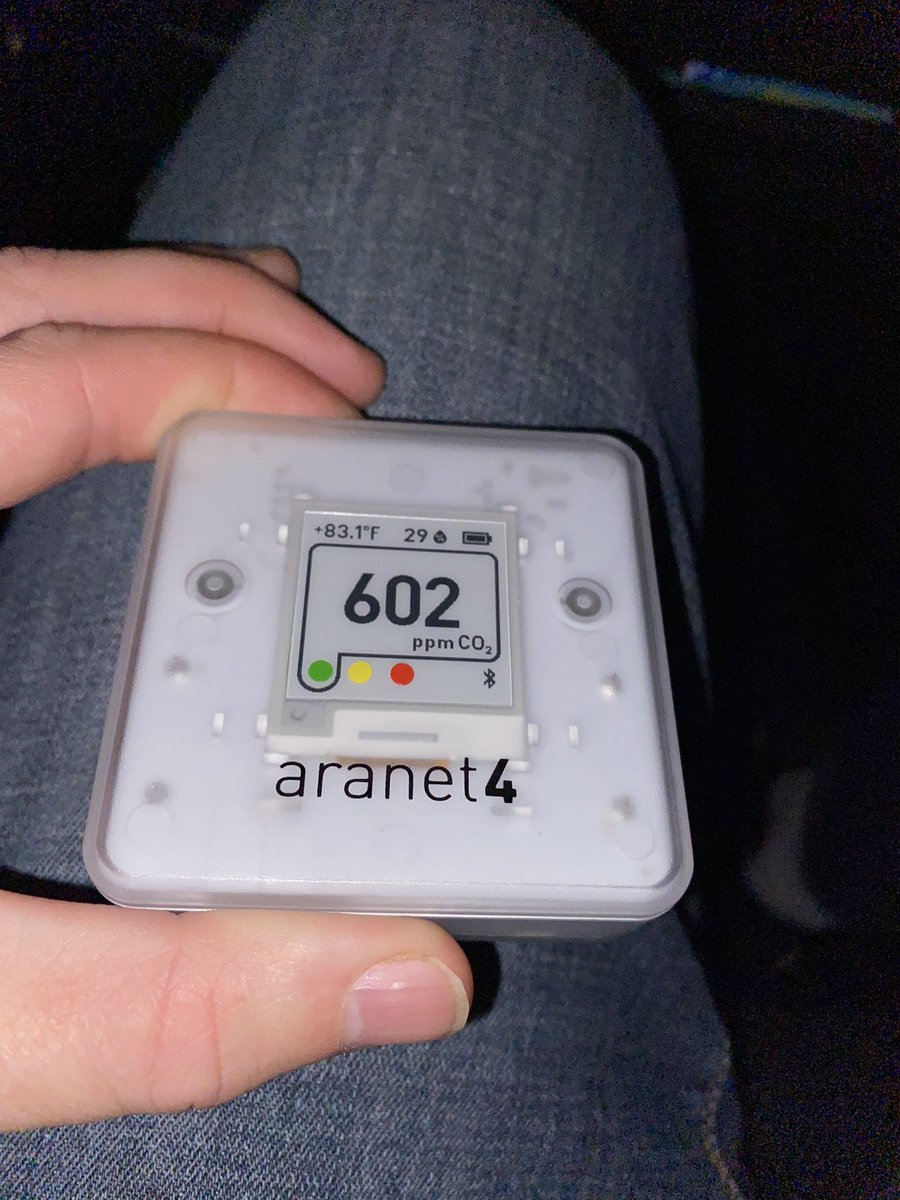 +83.1°F 29
602
ppm CO₂
aranet4